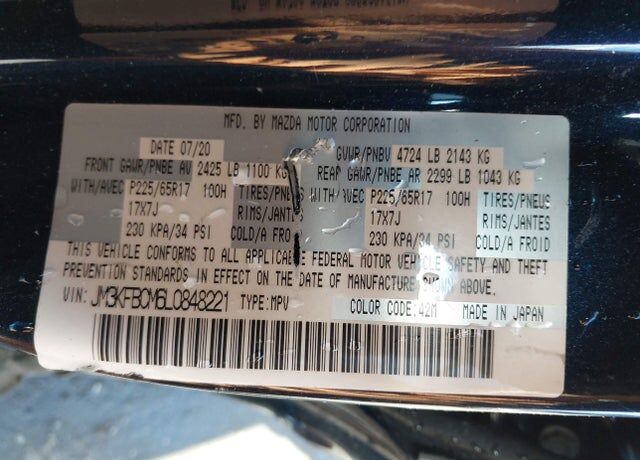 MFD. BY MAZDA MOTOR CORPORATION
DATE 07/20 GVWR/PNBV 4724 LB 2143 KG
FRONT GAWR/PNBE AV 2425 LB 1100 KG REAR GAWR/PNBE AR 2299 LB 1043 KG
WITH/AVEC P225/65R17 100H TIRES/PNEUS WITH/AVEC P225/65R17 100H TIRES/PNEUS
17X7J RIMS/JANTES 17X7J RIMS/JANTES
230 KPA/34 PSI COLD/A FROID 230 KPA/34 PSI COLD/A FROID
THIS VEHICLE CONFORMS TO ALL APPLICABLE FEDERAL MOTOR VEHICLE SAFETY AND THEFT
PREVENTION STANDARDS IN EFFECT ON THE DATE OF MANUFACTURE SHOWN ABOVE.
VIN: JM3KFBCM6L0848221 TYPE:MPV COLOR CODE:42M MADE IN JAPAN